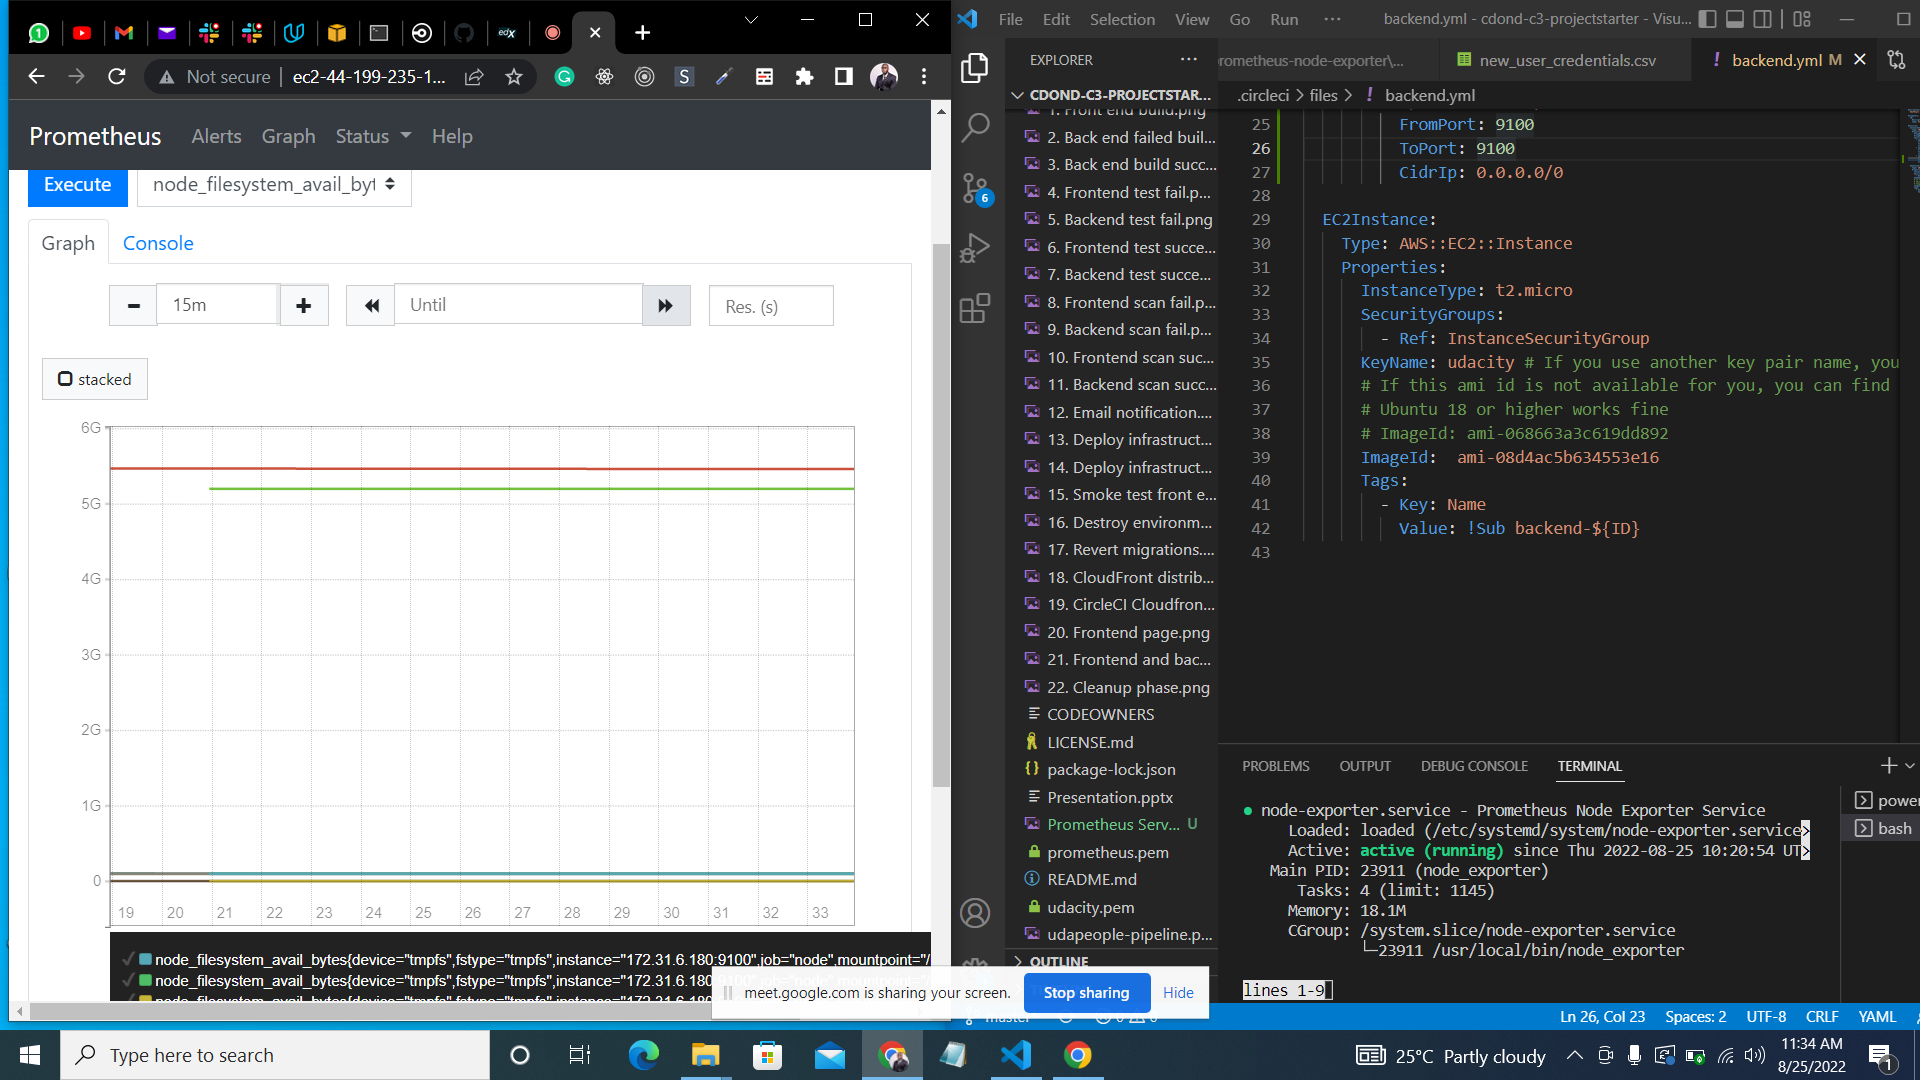 Not secure | ec2-44-199-235-1...
Prometheus Alerts Graph Status Help
Execute node_filesystem_avail_byt
Graph Console
15m Until Res. (s)
stacked
6G
5G
4G
3G
2G
1G
0
19 20 21 22 23 24 25 26 27 28 29 30 31 32 33
node_filesystem_avail_bytes{device="tmpfs",fstype="tmpfs",instance="172.31.6.180:9100",job="node",mountpoint="/
node_filesystem_avail_bytes{device="tmpfs",fstype="tmpfs",instance="172.31.6.180
meet.google.com is sharing your screen. Stop sharing Hide
File Edit Selection View Go Run ··· backend.yml - cdond-c3-projectstarter - Visu...
EXPLORER ···
rometheus-node-exporter\... new_user_credentials.csv ! backend.yml M
CDOND-C3-PROJECTSTAR...
.circleci > files > ! backend.yml
6
1. Front end build.png
2. Back end failed buil...
3. Back end build succ...
4. Frontend test fail.p...
5. Backend test fail.png
6. Frontend test succe...
7. Backend test succe...
8. Frontend scan fail.p...
9. Backend scan fail.p...
10. Frontend scan suc...
11. Backend scan succ...
12. Email notification....
13. Deploy infrastruct...
14. Deploy infrastruct...
15. Smoke test front e...
16. Destroy environm...
17. Revert migrations....
18. CloudFront distrib...
19. CircleCI Cloudfron...
20. Frontend page.png
21. Frontend and bac...
22. Cleanup phase.png
CODEOWNERS
LICENSE.md
package-lock.json
Presentation.pptx
Prometheus Serv... U
prometheus.pem
README.md
udacity.pem
udapeople-pipeline.p...
OUTLINE
25 FromPort: 9100
26 ToPort: 9100
27 CidrIp: 0.0.0.0/0
28
29 EC2Instance:
30 Type: AWS::EC2::Instance
31 Properties:
32 InstanceType: t2.micro
33 SecurityGroups:
34 - Ref: InstanceSecurityGroup
35 KeyName: udacity # If you use another key pair name, you
36 # If this ami id is not available for you, you can find
37 # Ubuntu 18 or higher works fine
38 # ImageId: ami-068663a3c619dd892
39 ImageId: ami-08d4ac5b634553e16
40 Tags:
41 - Key: Name
42 Value: !Sub backend-${ID}
43
PROBLEMS OUTPUT DEBUG CONSOLE TERMINAL
power
bash
● node-exporter.service - Prometheus Node Exporter Service
Loaded: loaded (/etc/systemd/system/node-exporter.service>
Active: active (running) since Thu 2022-08-25 10:20:54 UT>
Main PID: 23911 (node_exporter)
Tasks: 4 (limit: 1145)
Memory: 18.1M
CGroup: /system.slice/node-exporter.service
└─23911 /usr/local/bin/node_exporter
lines 1-9
Ln 26, Col 23 Spaces: 2 UTF-8 CRLF YAML
Type here to search
25°C Partly cloudy
11:34 AM
8/25/2022
1